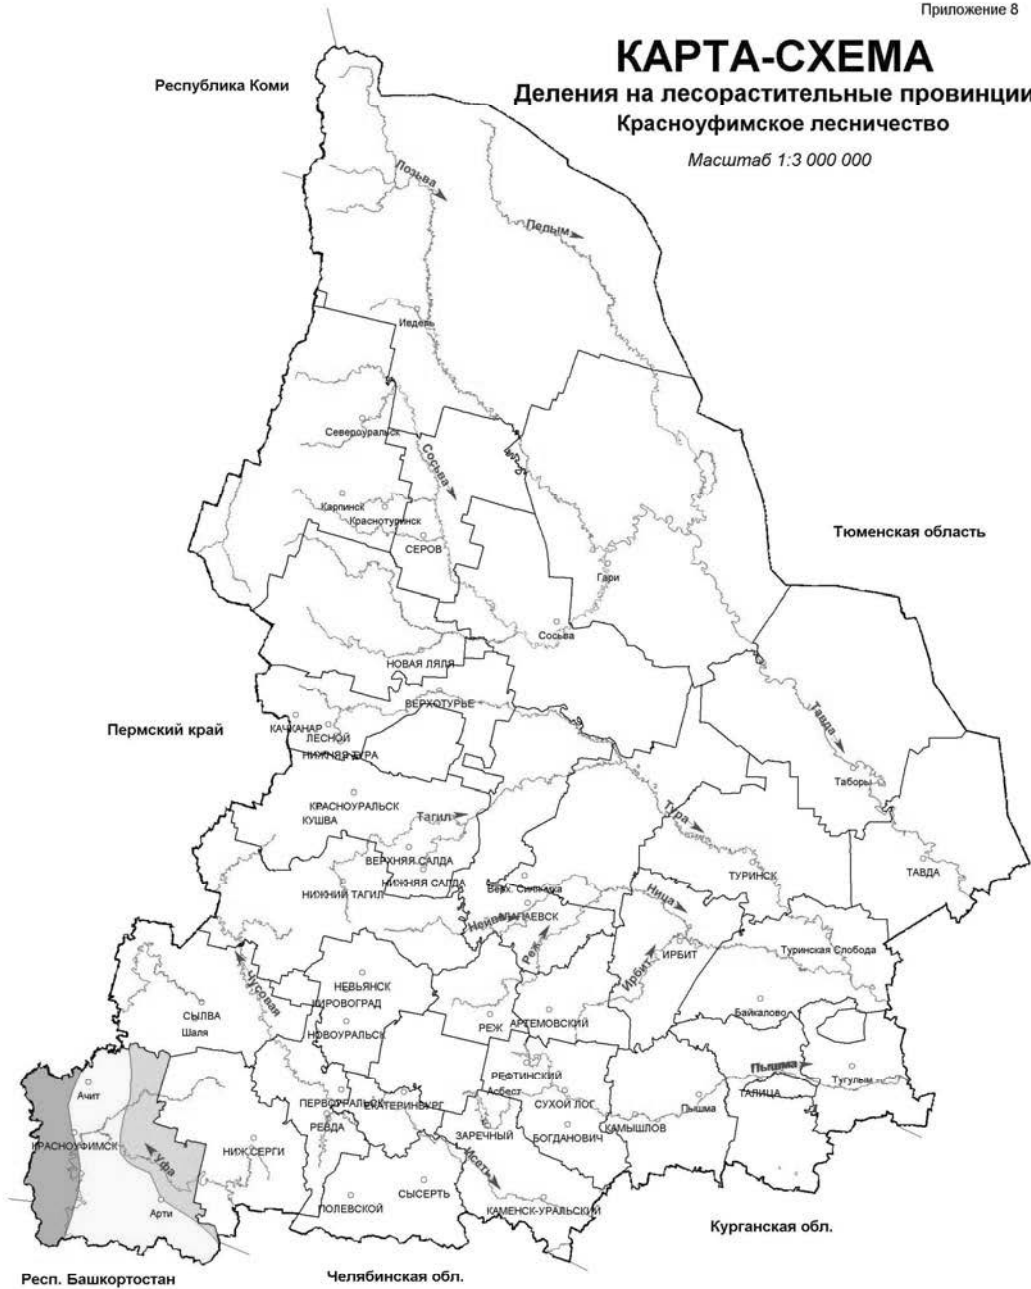 Приложение 8
КАРТА-СХЕМА
Деления на лесорастительные провинции
Красноуфимское лесничество
Масштаб 1:3 000 000
Республика Коми
Лозьва
Пелым
Ивдель
Североуральск
Сосьва
Карпинск
Краснотуринск
СЕРОВ
Тюменская область
Гари
Сосьва
НОВАЯ ЛЯЛЯ
ВЕРХОТУРЬЕ
Пермский край
КАЧКАНАР
ЛЕСНОЙ
НИЖНЯЯ ТУРА
Тавда
Таборы
КРАСНОУРАЛЬСК
КУШВА
Тагил
Тура
ВЕРХНЯЯ САЛДА
НИЖНЯЯ САЛДА
НИЖНИЙ ТАГИЛ
ТУРИНСК
ТАВДА
Верх. Синячиха
Ница
Нейва
АЛАПАЕВСК
Реж
Ирбит
ИРБИТ
Туринская Слобода
Чусовая
НЕВЬЯНСК
КИРОВОГРАД
НОВОУРАЛЬСК
СЫЛВА
Шаля
РЕЖ
АРТЕМОВСКИЙ
Байкалово
Пышма
Тугулым
ТАЛИЦА
РЕФТИНСКИЙ
Асбест
СУХОЙ ЛОГ
Пышма
КАМЫШЛОВ
Ачит
ПЕРВОУРАЛЬСК
ЕКАТЕРИНБУРГ
РЕВДА
ЗАРЕЧНЫЙ
БОГДАНОВИЧ
КРАСНОУФИМСК
Уфа
НИЖ.СЕРГИ
Исеть
СЫСЕРТЬ
ПОЛЕВСКОЙ
КАМЕНСК-УРАЛЬСКИЙ
Арти
Курганская обл.
Респ. Башкортостан
Челябинская обл.